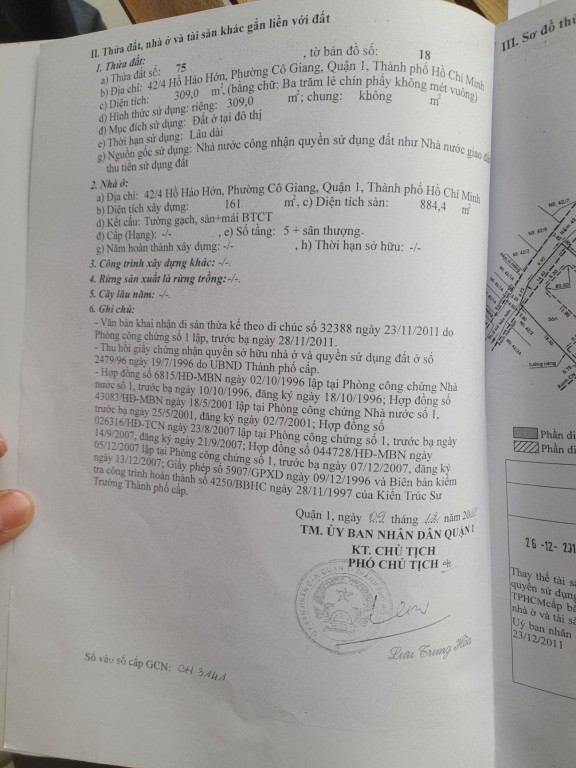 II. Thửa đất, nhà ở và tài sản khác gắn liền với đất
1. Thửa đất:
a) Thửa đất số: 75 , tờ bản đồ số: 18
b) Địa chỉ: 42/4 Hồ Hảo Hớn, Phường Cô Giang, Quận 1, Thành phố Hồ Chí Minh
c) Diện tích: 309,0 m², (bằng chữ: Ba trăm lẻ chín phẩy không mét vuông)
d) Hình thức sử dụng: riêng: 309,0 m²; chung: không m²
đ) Mục đích sử dụng: Đất ở tại đô thị
e) Thời hạn sử dụng: Lâu dài
g) Nguồn gốc sử dụng: Nhà nước công nhận quyền sử dụng đất như Nhà nước giao đất
thu tiền sử dụng đất
2. Nhà ở:
a) Địa chỉ: 42/4 Hồ Hảo Hớn, Phường Cô Giang, Quận 1, Thành phố Hồ Chí Minh
b) Diện tích xây dựng: 161 m², c) Diện tích sàn: 884,4 m²
d) Kết cấu: Tường gạch, sàn+mái BTCT
đ) Cấp (Hạng): -/- , e) Số tầng: 5 + sân thượng
g) Năm hoàn thành xây dựng: -/- , h) Thời hạn sở hữu: -/-
3. Công trình xây dựng khác: -/-.
4. Rừng sản xuất là rừng trồng: -/-.
5. Cây lâu năm: -/-.
6. Ghi chú:
- Văn bản khai nhận di sản thừa kế theo di chúc số 32388 ngày 23/11/2011 do
Phòng công chứng số 1 lập, trước bạ ngày 28/11/2011.
- Thu hồi giấy chứng nhận quyền sở hữu nhà ở và quyền sử dụng đất ở số
2479/96 ngày 19/7/1996 do UBND Thành phố cấp.
- Hợp đồng số 6815/HĐ-MBN ngày 02/10/1996 lập tại Phòng công chứng Nhà
nước số 1, trước bạ ngày 10/10/1996, đăng ký ngày 18/10/1996; Hợp đồng số
43083/HĐ-MBN ngày 18/5/2001 lập tại Phòng công chứng Nhà nước số 1,
trước bạ ngày 25/5/2001, đăng ký ngày 02/7/2001; Hợp đồng số
026316/HĐ-TCN ngày 23/8/2007 lập tại Phòng công chứng số 1, trước bạ ngày
14/9/2007, đăng ký ngày 21/9/2007; Hợp đồng số 044728/HĐ-MBN ngày
05/12/2007 lập tại Phòng công chứng số 1, trước bạ ngày 07/12/2007, đăng ký
ngày 13/12/2007; Giấy phép số 5907/GPXD ngày 09/12/1996 và Biên bản kiểm
tra công trình hoàn thành số 4250/BBHC ngày 28/11/1997 của Kiến Trúc Sư
Trưởng Thành phố cấp.
Quận 1, ngày tháng năm
TM. ỦY BAN NHÂN DÂN QUẬN 1
KT. CHỦ TỊCH
PHÓ CHỦ TỊCH
Lưu Trung Hòa
Số vào sổ cấp GCN: CH 3141
III. Sơ đồ thử
Phần di
Phần di
26 -12- 201
Thay thế tài sả
quyền sử dụng
TPHCMcấp bà
nhà ở và tài sả
Uỷ ban nhân
23/12/2011